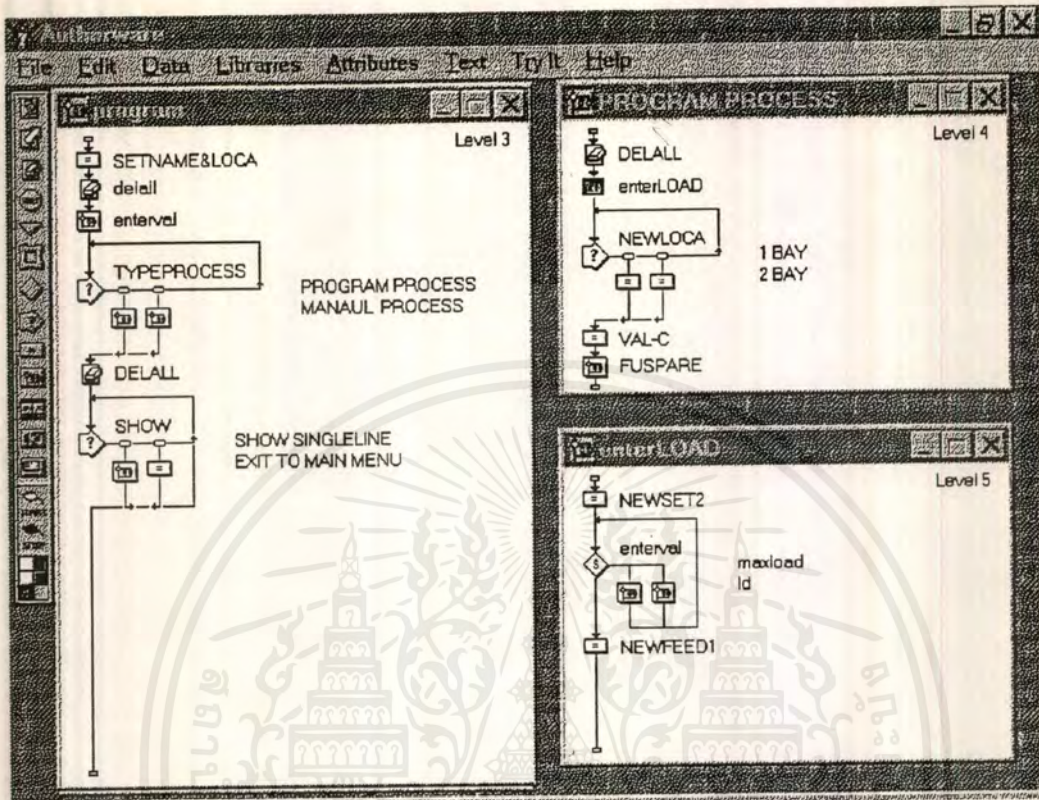 Authorware
File Edit Data Libraries Attributes Text Try It Help
program
Level 3
SETNAME&LOCA
delall
enterval
TYPEPROCESS
PROGRAM PROCESS
MANAUL PROCESS
DELALL
SHOW
SHOW SINGLELINE
EXIT TO MAIN MENU
PROGRAM PROCESS
Level 4
DELALL
enterLOAD
NEWLOCA
1 BAY
2 BAY
VAL-C
FUSPARE
enterLOAD
Level 5
NEWSET2
enterval
maxload
ld
NEWFEED1